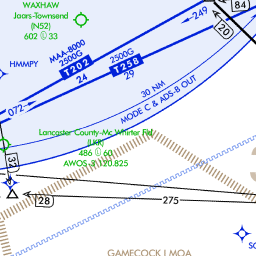 WAXHAW
Jaars-Townsend
(N52)
602 33
HMMPY
MAA-8000
2500G
T202
24
2500G
T258
29
249
20
84
072
30 NM
MODE C & ADS-B OUT
Lancaster County-Mc Whirter Fld
(LKR)
486 60
AWOS-3 120.825
32
28
275
GAMECOCK I MOA
SO